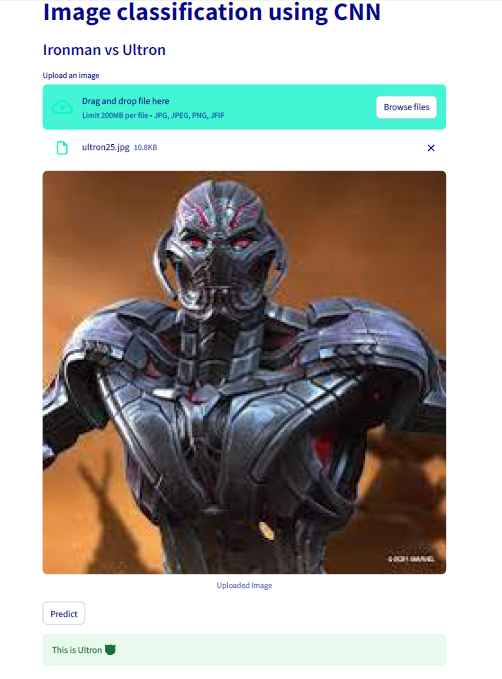 Image classification using CNN
Ironman vs Ultron
Upload an image
Drag and drop file here
Limit 200MB per file • JPG, JPEG, PNG, JFIF
Browse files
ultron25.jpg 10.8KB
©2021 MARVEL
Uploaded Image
Predict
This is Ultron